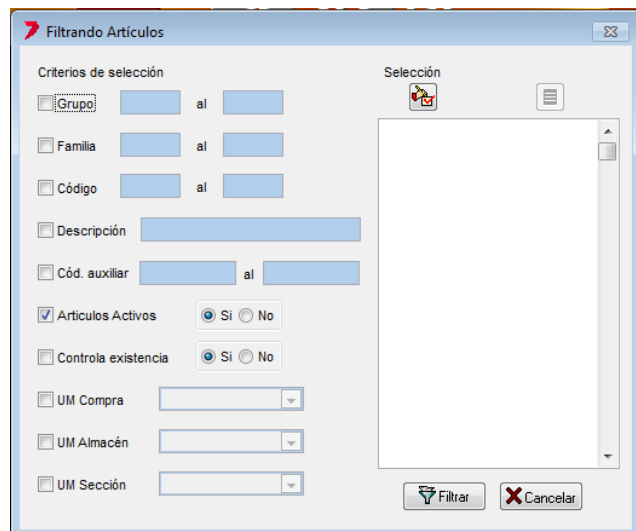 Filtrando Artículos
Criterios de selección
Selección
Grupo al
Familia al
Código al
Descripción
Cód. auxiliar al
Articulos Activos Si No
Controla existencia Si No
UM Compra
UM Almacén
UM Sección
Filtrar Cancelar